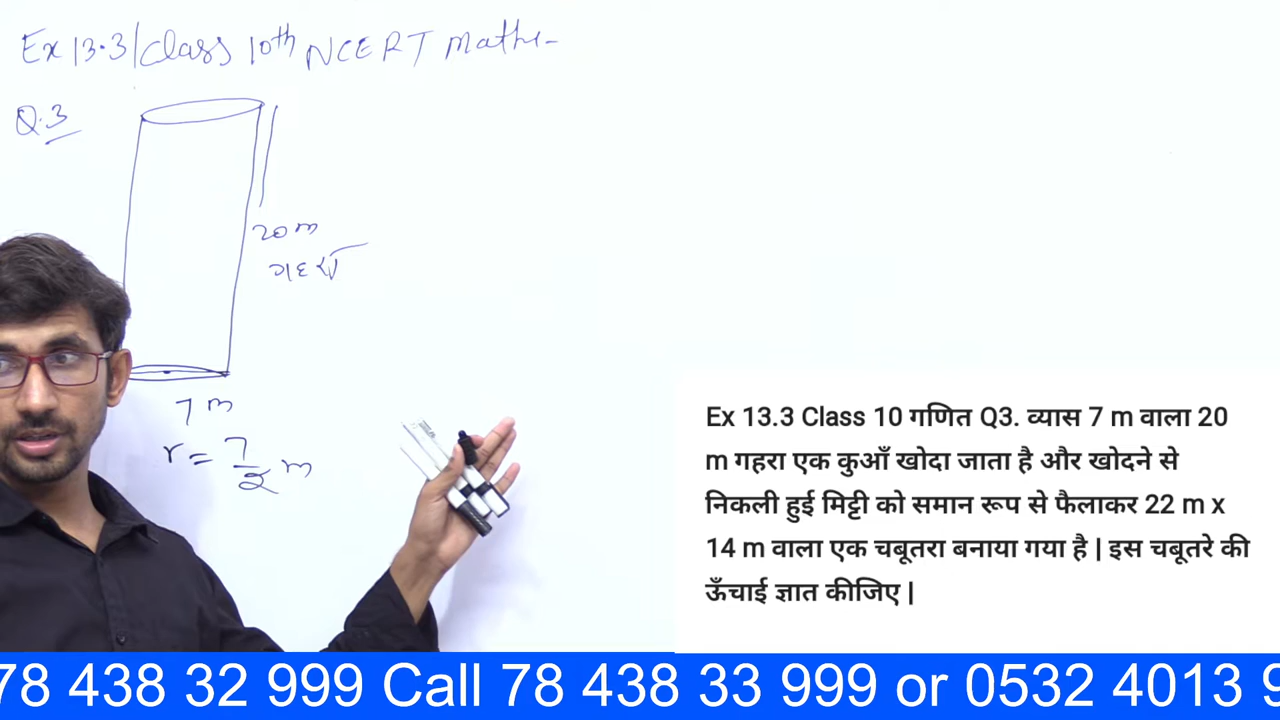 Ex 13.3/class 10th NCERT Maths
Q.3
20 m
गहरा
7 m
r = 7/2 m
Ex 13.3 Class 10 गणित Q3. व्यास 7 m वाला 20
m गहरा एक कुआँ खोदा जाता है और खोदने से
निकली हुई मिट्टी को समान रूप से फैलाकर 22 m x
14 m वाला एक चबूतरा बनाया गया है | इस चबूतरे की
ऊँचाई ज्ञात कीजिए |
78 438 32 999 Call 78 438 33 999 or 0532 4013 9